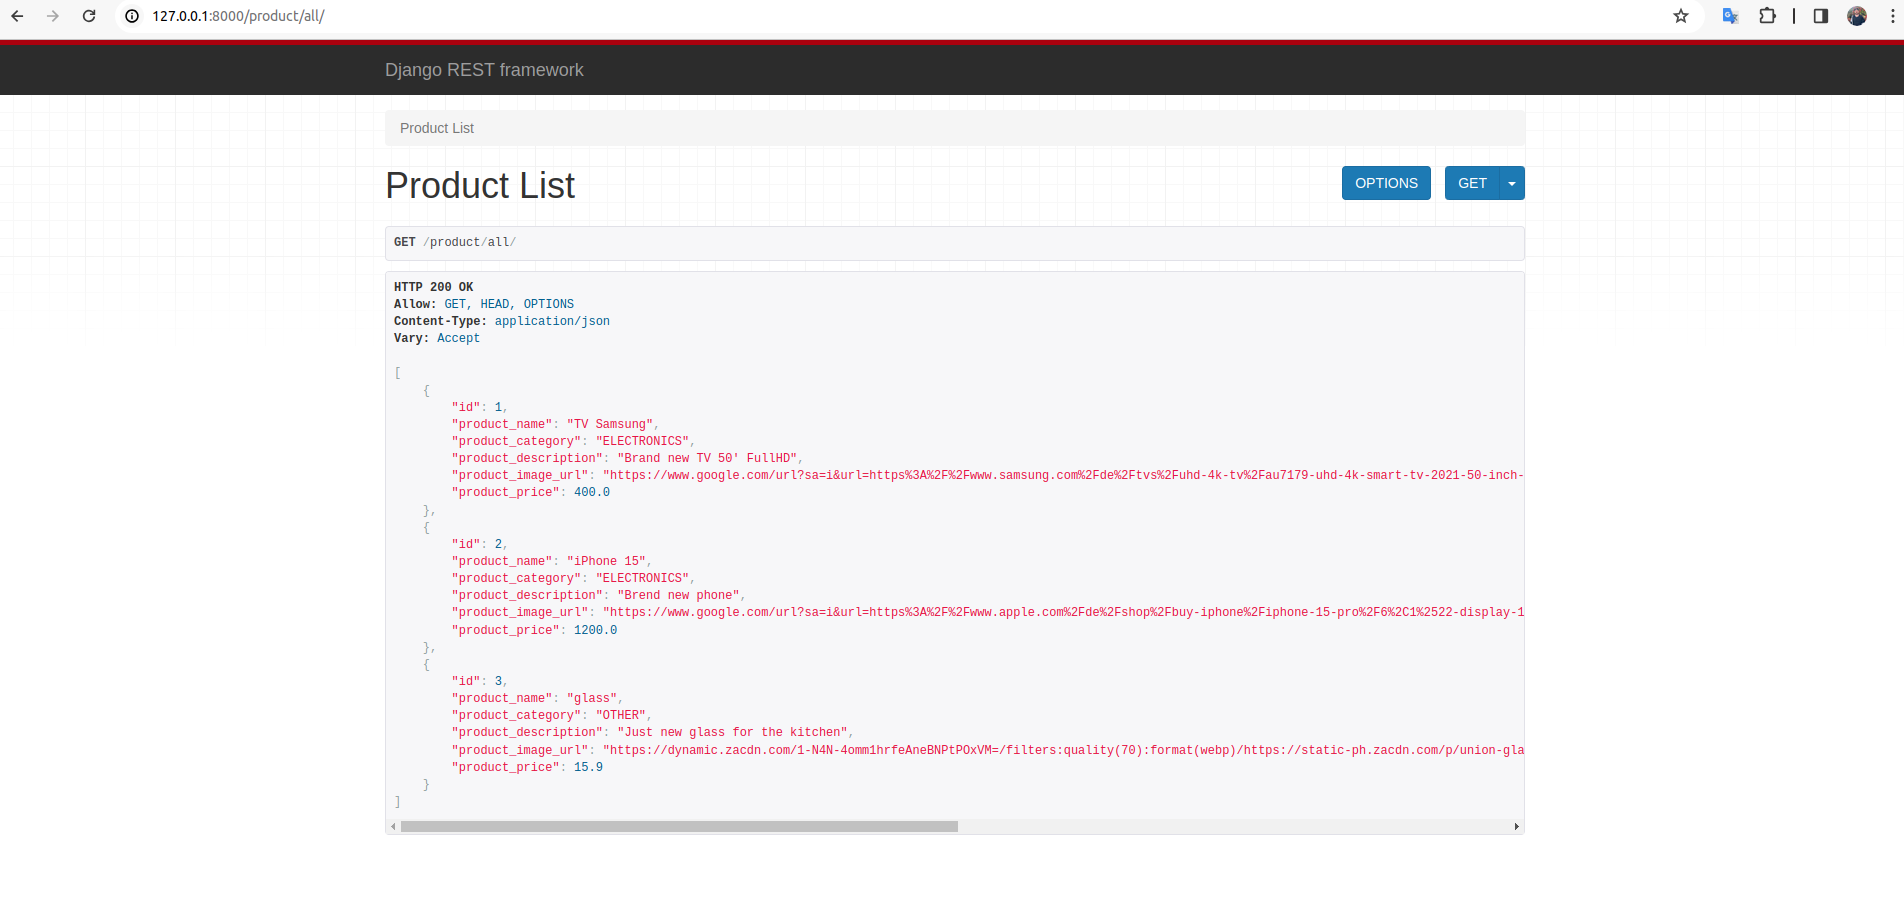 127.0.0.1:8000/product/all/
Django REST framework
Product List
Product List
OPTIONS
GET
GET /product/all/
HTTP 200 OK
Allow: GET, HEAD, OPTIONS
Content-Type: application/json
Vary: Accept
[
    {
        "id": 1,
        "product_name": "TV Samsung",
        "product_category": "ELECTRONICS",
        "product_description": "Brand new TV 50' FullHD",
        "product_image_url": "https://www.google.com/url?sa=i&url=https%3A%2F%2Fwww.samsung.com%2Fde%2Ftvs%2Fuhd-4k-tv%2Fau7179-uhd-4k-smart-tv-2021-50-inch-
        "product_price": 400.0
    },
    {
        "id": 2,
        "product_name": "iPhone 15",
        "product_category": "ELECTRONICS",
        "product_description": "Brend new phone",
        "product_image_url": "https://www.google.com/url?sa=i&url=https%3A%2F%2Fwww.apple.com%2Fde%2Fshop%2Fbuy-iphone%2Fiphone-15-pro%2F6%2C1%2522-display-1
        "product_price": 1200.0
    },
    {
        "id": 3,
        "product_name": "glass",
        "product_category": "OTHER",
        "product_description": "Just new glass for the kitchen",
        "product_image_url": "https://dynamic.zacdn.com/1-N4N-4omm1hrfeAneBNPtPOxVM=/filters:quality(70):format(webp)/https://static-ph.zacdn.com/p/union-gla
        "product_price": 15.9
    }
]